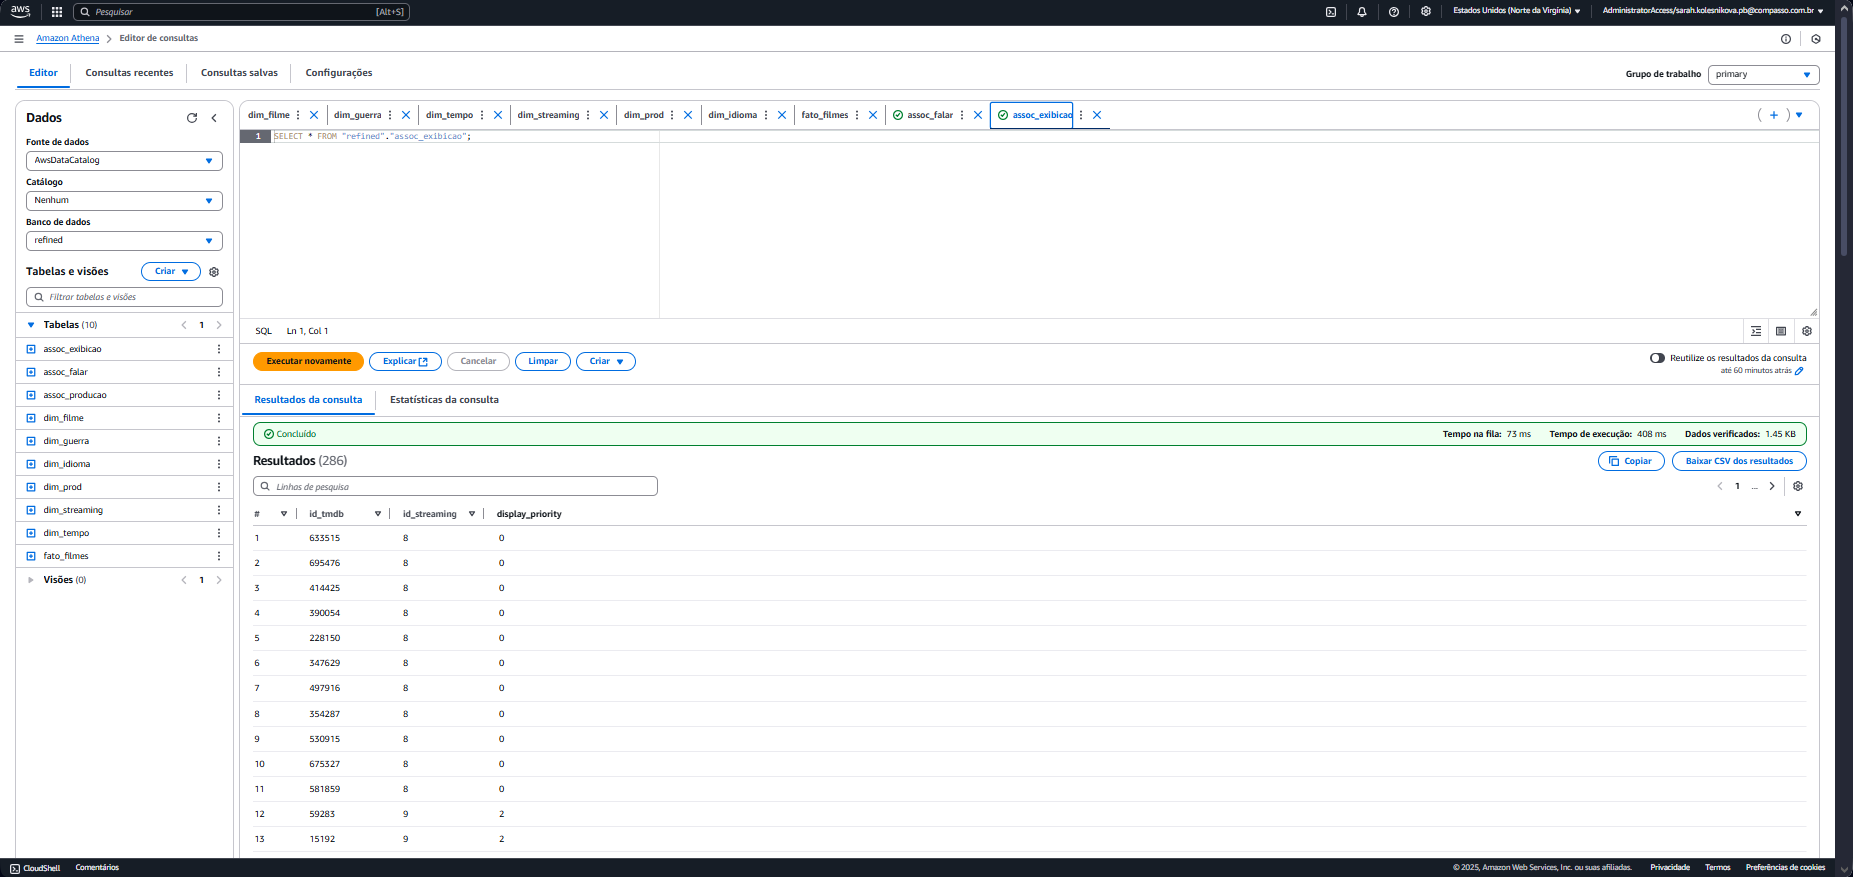 aws Pesquisar [Alt+S] Estados Unidos (Norte da Virgínia) AdministratorAccess/sarah.kolesnikova.pb@compasso.com.br
Amazon Athena Editor de consultas
Editor Consultas recentes Consultas salvas Configurações Grupo de trabalho primary
Dados
Fonte de dados
AwsDataCatalog
Catálogo
Nenhum
Banco de dados
refined
Tabelas e visões Criar
Filtrar tabelas e visões
Tabelas (10) 1
assoc_exibicao
assoc_falar
assoc_producao
dim_filme
dim_guerra
dim_idioma
dim_prod
dim_streaming
dim_tempo
fato_filmes
Visões (0) 1
dim_filme dim_guerra dim_tempo dim_streaming dim_prod dim_idioma fato_filmes assoc_falar assoc_exibicao
1 SELECT * FROM "refined"."assoc_exibicao";
SQL Ln 1, Col 1
Executar novamente Explicar Cancelar Limpar Criar Reutilize os resultados da consulta
até 60 minutos atrás
Resultados da consulta Estatísticas da consulta
Concluído Tempo na fila: 73 ms Tempo de execução: 408 ms Dados verificados: 1.45 KB
Resultados (286) Copiar Baixar CSV dos resultados
Linhas de pesquisa 1 ...
# id_tmdb id_streaming display_priority
1 633515 8 0
2 695476 8 0
3 414425 8 0
4 390054 8 0
5 228150 8 0
6 347629 8 0
7 497916 8 0
8 354287 8 0
9 530915 8 0
10 675327 8 0
11 581859 8 0
12 59283 9 2
13 15192 9 2
CloudShell Comentários © 2025, Amazon Web Services, Inc. ou suas afiliadas. Privacidade Termos Preferências de cookies